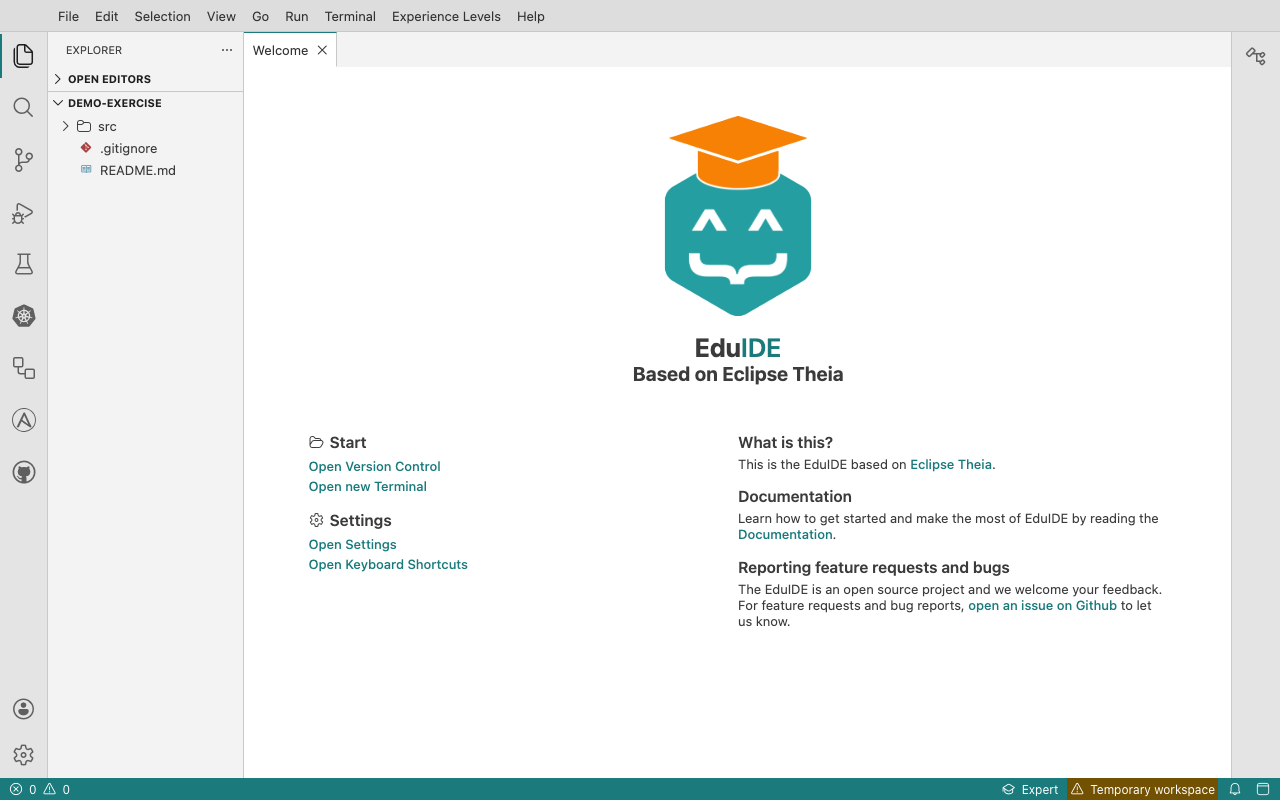 File Edit Selection View Go Run Terminal Experience Levels Help
EXPLORER
OPEN EDITORS
DEMO-EXERCISE
src
.gitignore
README.md
Welcome
EduIDE
Based on Eclipse Theia
Start
Open Version Control
Open new Terminal
Settings
Open Settings
Open Keyboard Shortcuts
What is this?
This is the EduIDE based on Eclipse Theia.
Documentation
Learn how to get started and make the most of EduIDE by reading the
Documentation.
Reporting feature requests and bugs
The EduIDE is an open source project and we welcome your feedback.
For feature requests and bug reports, open an issue on Github to let
us know.
0 0 Expert Temporary workspace